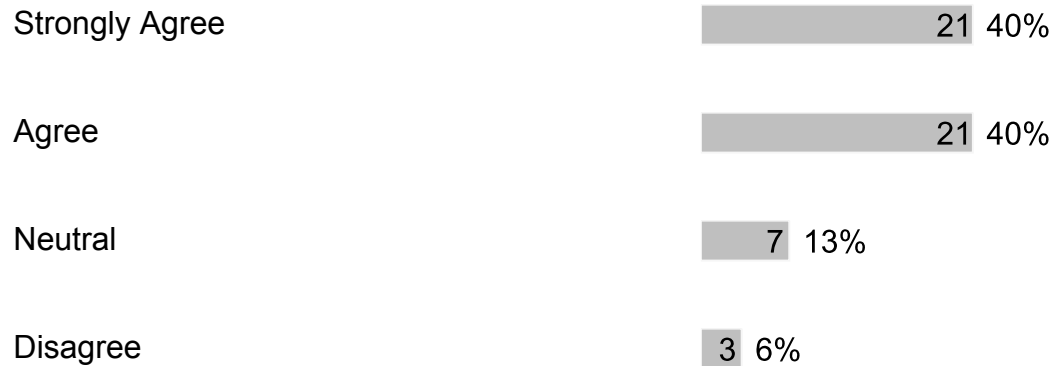 Strongly Agree 21 40%
Agree 21 40%
Neutral 7 13%
Disagree 3 6%